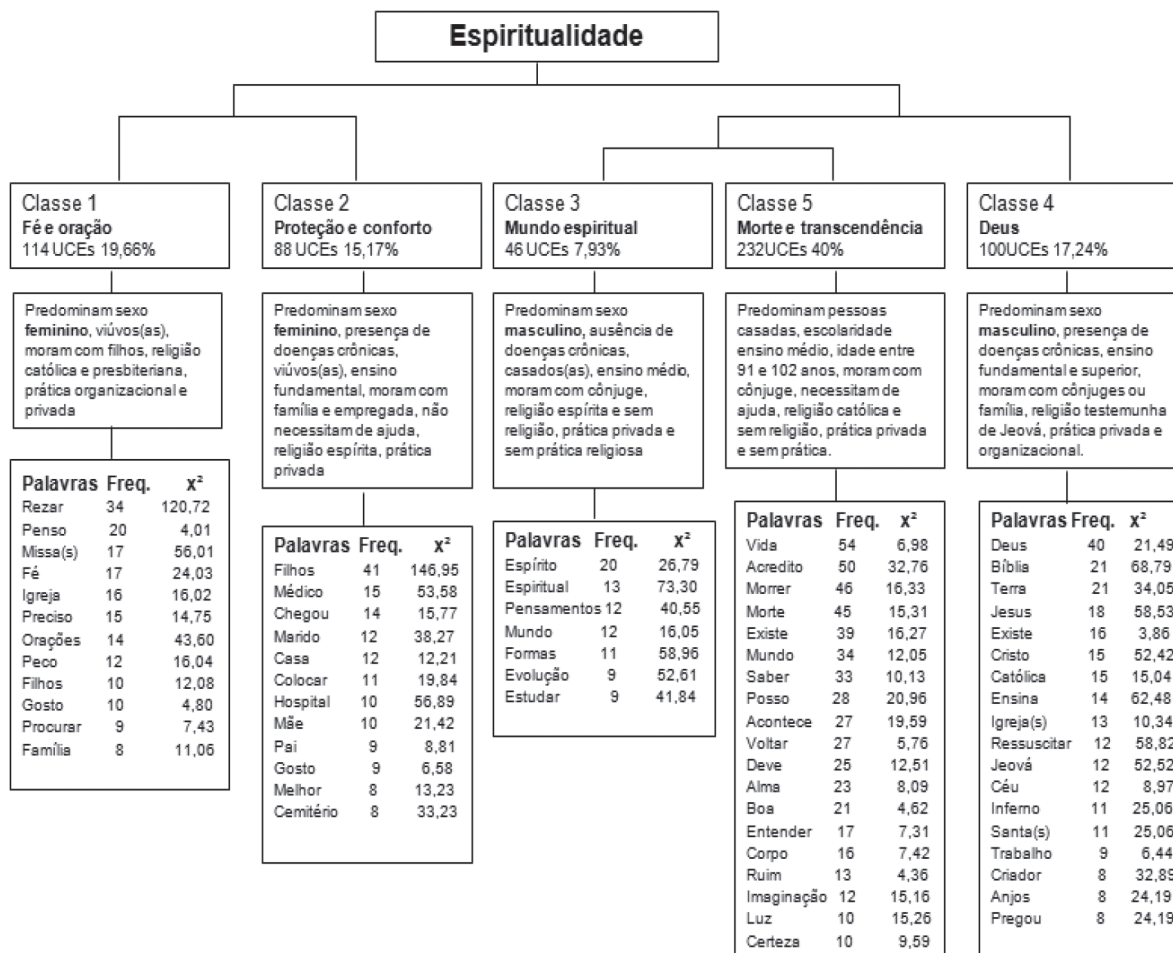 Espiritualidade
Classe 1
Fé e oração
114 UCEs 19,66%
Predominam sexo
feminino, viúvos(as),
moram com filhos, religião
católica e presbiteriana,
prática organizacional e
privada
Palavras Freq. x²
Rezar 34 120,72
Penso 20 4,01
Missa(s) 17 56,01
Fé 17 24,03
Igreja 16 16,02
Preciso 15 14,75
Orações 14 43,60
Peco 12 16,04
Filhos 10 12,08
Gosto 10 4,80
Procurar 9 7,43
Família 8 11,06
Classe 2
Proteção e conforto
88 UCEs 15,17%
Predominam sexo
feminino, presença de
doenças crônicas,
viúvos(as), ensino
fundamental, moram com
família e empregada, não
necessitam de ajuda,
religião espírita, prática
privada
Palavras Freq. x²
Filhos 41 146,95
Médico 15 53,58
Chegou 14 15,77
Marido 12 38,27
Casa 12 12,21
Colocar 11 19,84
Hospital 10 56,89
Mãe 10 21,42
Pai 9 8,81
Gosto 9 6,58
Melhor 8 13,23
Cemitério 8 33,23
Classe 3
Mundo espiritual
46 UCEs 7,93%
Predominam sexo
masculino, ausência de
doenças crônicas,
casados(as), ensino médio,
moram com cônjuge,
religião espírita e sem
religião, prática privada e
sem prática religiosa
Palavras Freq. x²
Espírito 20 26,79
Espiritual 13 73,30
Pensamentos 12 40,55
Mundo 12 16,05
Formas 11 58,96
Evolução 9 52,61
Estudar 9 41,84
Classe 5
Morte e transcendência
232 UCEs 40%
Predominam pessoas
casadas, escolaridade
ensino médio, idade entre
91 e 102 anos, moram com
cônjuge, necessitam de
ajuda, religião católica e
sem religião, prática privada
e sem prática.
Palavras Freq. x²
Vida 54 6,98
Acredito 50 32,76
Morrer 46 16,33
Morte 45 15,31
Existe 39 16,27
Mundo 34 12,05
Saber 33 10,13
Posso 28 20,96
Acontece 27 19,59
Voltar 27 5,76
Deve 25 12,51
Alma 23 8,09
Boa 21 4,62
Entender 17 7,31
Corpo 16 7,42
Ruim 13 4,36
Imaginação 12 15,16
Luz 10 15,26
Certeza 10 9,59
Classe 4
Deus
100UCEs 17,24%
Predominam sexo
masculino, presença de
doenças crônicas, ensino
fundamental e superior,
moram com cônjuges ou
família, religião testemunha
de Jeová, prática privada e
organizacional.
Palavras Freq. x²
Deus 40 21,49
Bíblia 21 68,79
Terra 21 34,05
Jesus 18 58,53
Existe 16 3,86
Cristo 15 52,42
Católica 15 15,04
Ensina 14 62,48
Igreja(s) 13 10,34
Ressuscitar 12 58,82
Jeová 12 52,52
Céu 12 8,97
Inferno 11 25,06
Santa(s) 11 25,06
Trabalho 9 6,44
Criador 8 32,89
Anjos 8 24,19
Pregou 8 24,19